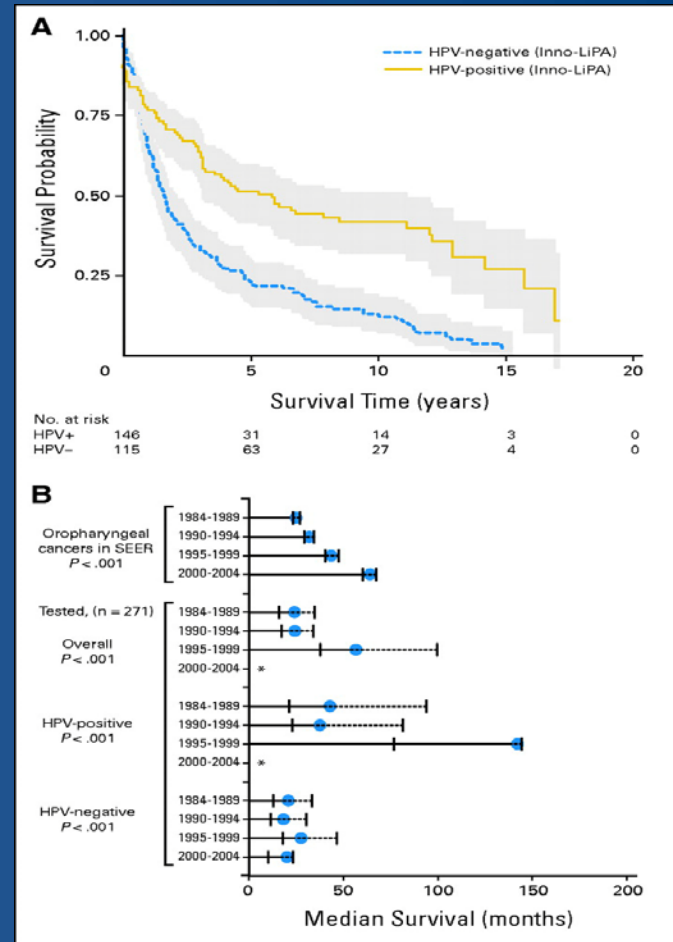 A
1.00
HPV-negative (Inno-LiPA)
HPV-positive (Inno-LiPA)
0.75
Survival Probability
0.50
0.25
0 5 10 15 20
Survival Time (years)
No. at risk
HPV+ 146 31 14 3 0
HPV– 115 63 27 4 0
B
Oropharyngeal
cancers in SEER
P < .001
1984-1989
1990-1994
1995-1999
2000-2004
Tested, (n = 271)
Overall
P < .001
1984-1989
1990-1994
1995-1999
2000-2004 *
HPV-positive
P < .001
1984-1989
1990-1994
1995-1999
2000-2004 *
HPV-negative
P < .001
1984-1989
1990-1994
1995-1999
2000-2004
0 50 100 150 200
Median Survival (months)